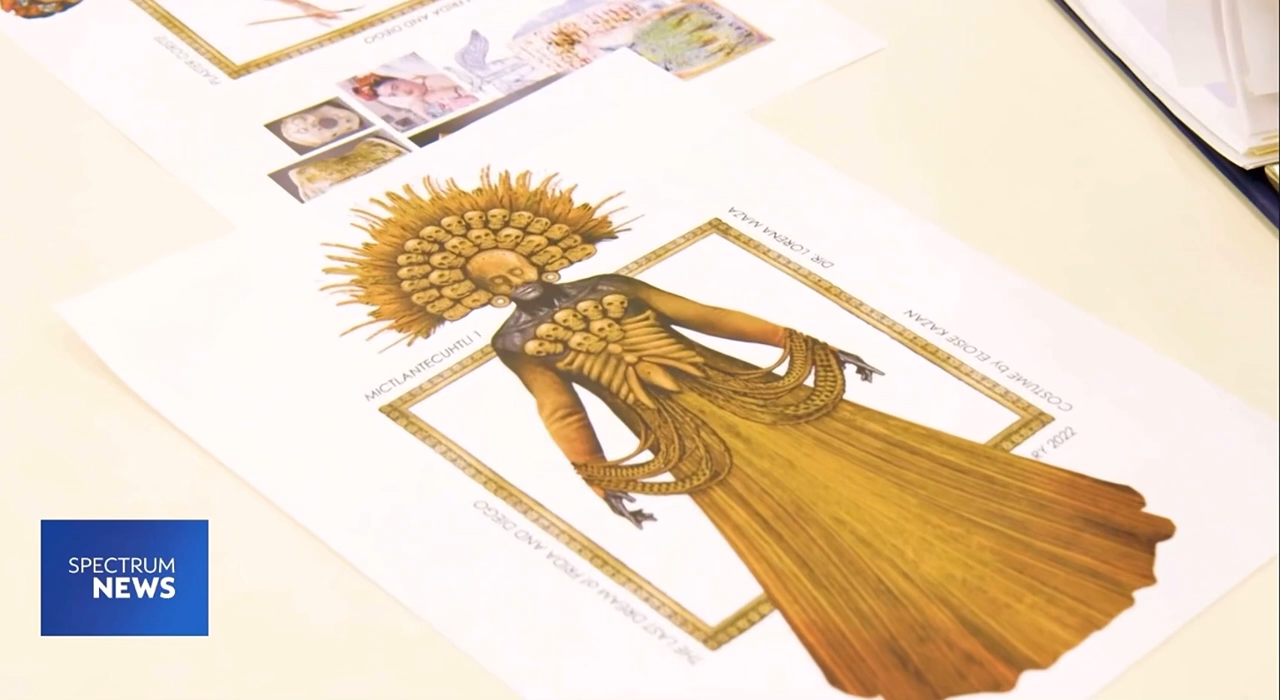 FRIDA AND DIEGO
DR. LORENA MAZA
COSTUME by ELOISE KAZAN
RY 2022
MICTLANTECUHTLI 1
THE LAST DREAM of FRIDA AND DIEGO
SPECTRUM
NEWS